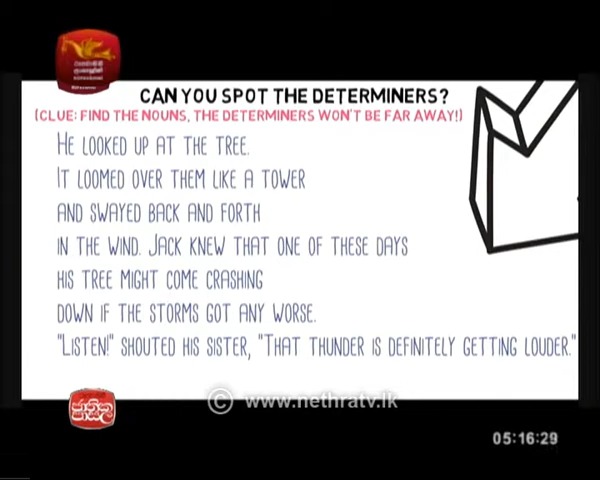 CAN YOU SPOT THE DETERMINERS?
(CLUE: FIND THE NOUNS, THE DETERMINERS WON'T BE FAR AWAY!)
HE LOOKED UP AT THE TREE.
IT LOOMED OVER THEM LIKE A TOWER
AND SWAYED BACK AND FORTH
IN THE WIND. JACK KNEW THAT ONE OF THESE DAYS
HIS TREE MIGHT COME CRASHING
DOWN IF THE STORMS GOT ANY WORSE.
"LISTEN!" SHOUTED HIS SISTER, "THAT THUNDER IS DEFINITELY GETTING LOUDER."
© www.nethratv.lk
05:16:29